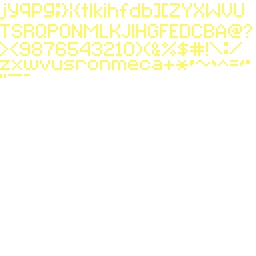 jyqpg;}{tlkihfdb][ZYXWVU
TSRQPONMLKJIHGFEDCBA@?
><9876543210)(&%$#!\:/
zxwvusronmeca+*"~,^='